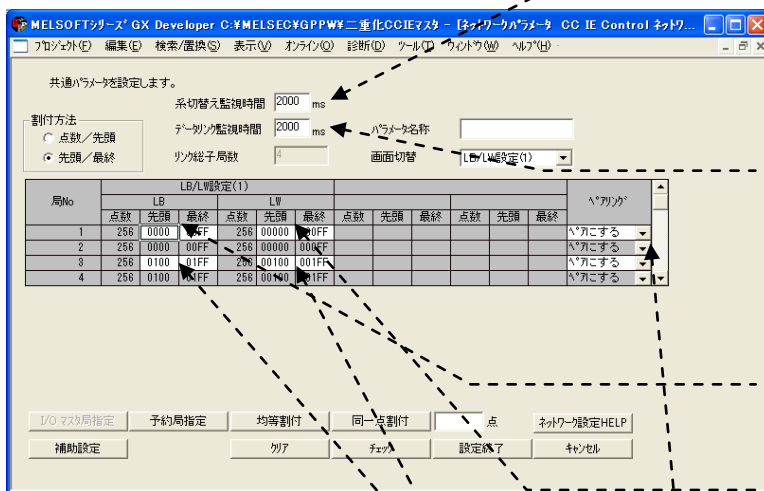 MELSOFTｼﾘｰｽﾞ GX Developer C:¥MELSEC¥GPPW¥二重化CCIEﾏｽﾀ - [ﾈｯﾄﾜｰｸﾊﾟﾗﾒｰﾀ CC IE Control ﾈｯﾄﾜ...
ﾌﾟﾛｼﾞｪｸﾄ(F) 編集(E) 検索/置換(S) 表示(V) ｵﾝﾗｲﾝ(O) 診断(D) ﾂｰﾙ(T) ｳｨﾝﾄﾞｳ(W) ﾍﾙﾌﾟ(H)
共通ﾊﾟﾗﾒｰﾀを設定します。
系切替え監視時間 2000 ms
割付方法
点数／先頭
先頭／最終
ﾃﾞｰﾀﾘﾝｸ監視時間 2000 ms ﾊﾟﾗﾒｰﾀ名称
ﾘﾝｸ総子局数 4 画面切替 LB/LW設定(1)
局No LB/LW設定(1) ﾍﾟｱﾘﾝｸﾞ
LB LW
点数 先頭 最終 点数 先頭 最終 点数 先頭 最終 点数 先頭 最終
1 256 0000 00FF 256 00000 000FF ﾍﾟｱにする
2 256 0000 00FF 256 00000 000FF ﾍﾟｱにする
3 256 0100 01FF 256 00100 001FF ﾍﾟｱにする
4 256 0100 01FF 256 00100 001FF ﾍﾟｱにする
I/O ﾏｽﾀ局指定 予約局指定 均等割付 同一点割付 点 ﾈｯﾄﾜｰｸ設定HELP
補助設定 ｸﾘｱ ﾁｪｯｸ 設定終了 ｷｬﾝｾﾙ